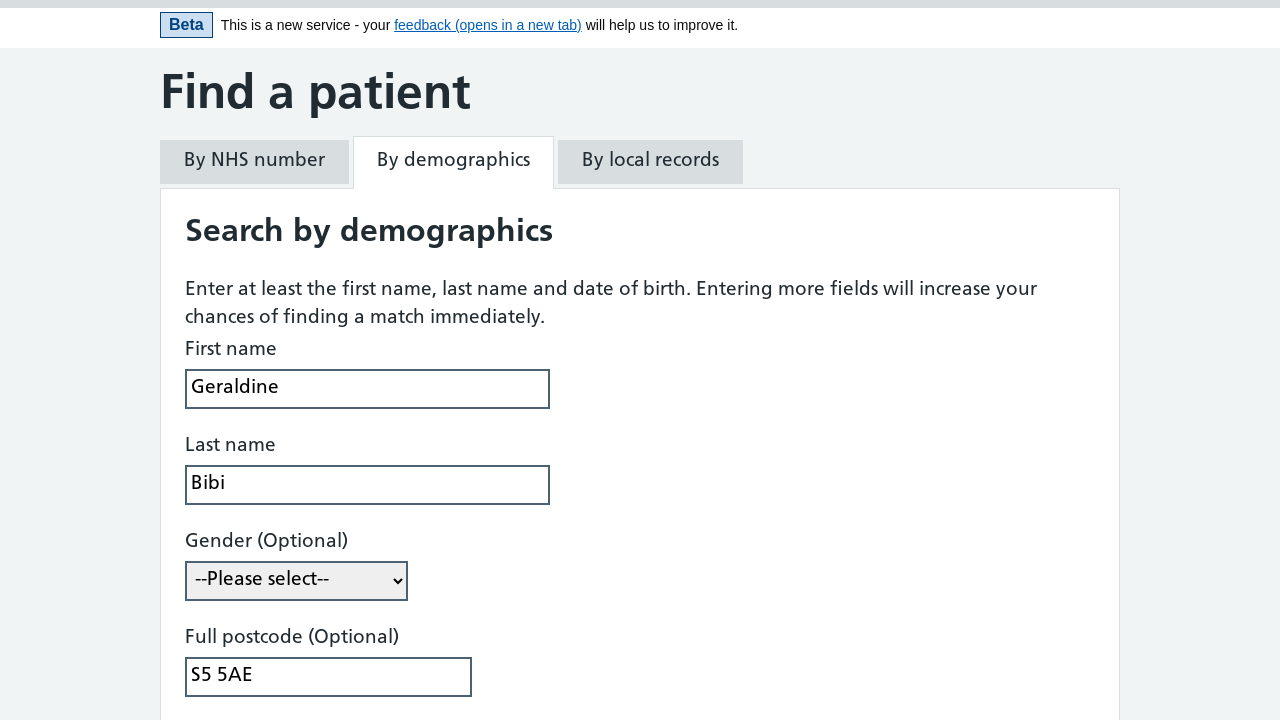 Beta This is a new service - your feedback (opens in a new tab) will help us to improve it.
Find a patient
By NHS number By demographics By local records
Search by demographics
Enter at least the first name, last name and date of birth. Entering more fields will increase your
chances of finding a match immediately.
First name
Geraldine
Last name
Bibi
Gender (Optional)
--Please select--
Full postcode (Optional)
S5 5AE